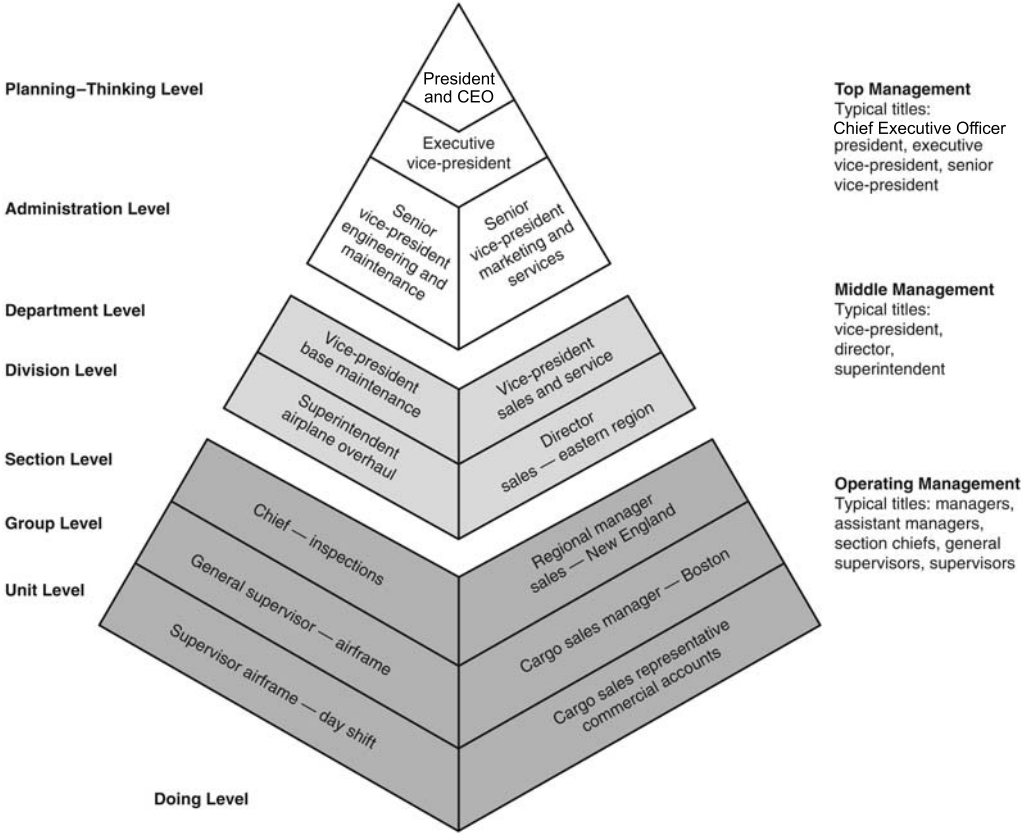 Planning–Thinking Level
Administration Level
Department Level
Division Level
Section Level
Group Level
Unit Level
Doing Level
President
and CEO
Executive
vice-president
Senior
vice-president
engineering and
maintenance
Senior
vice-president
marketing and
services
Vice-president
base maintenance
Vice-president
sales and service
Superintendent
airplane overhaul
Director
sales — eastern region
Chief — inspections
Regional manager
sales — New England
General supervisor — airframe
Cargo sales manager — Boston
Supervisor airframe — day shift
Cargo sales representative
commercial accounts
Top Management
Typical titles:
Chief Executive Officer
president, executive
vice-president, senior
vice-president
Middle Management
Typical titles:
vice-president,
director,
superintendent
Operating Management
Typical titles: managers,
assistant managers,
section chiefs, general
supervisors, supervisors